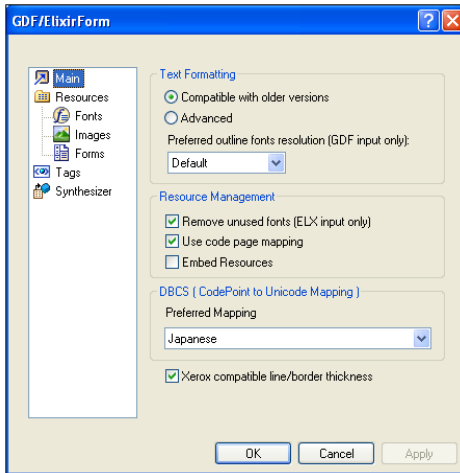 GDF/ElixirForm
Main
Resources
Fonts
Images
Forms
Tags
Synthesizer
Text Formatting
Compatible with older versions
Advanced
Preferred outline fonts resolution (GDF input only):
Default
Resource Management
Remove unused fonts (ELX input only)
Use code page mapping
Embed Resources
DBCS ( CodePoint to Unicode Mapping )
Preferred Mapping
Japanese
Xerox compatible line/border thickness
OK Cancel Apply